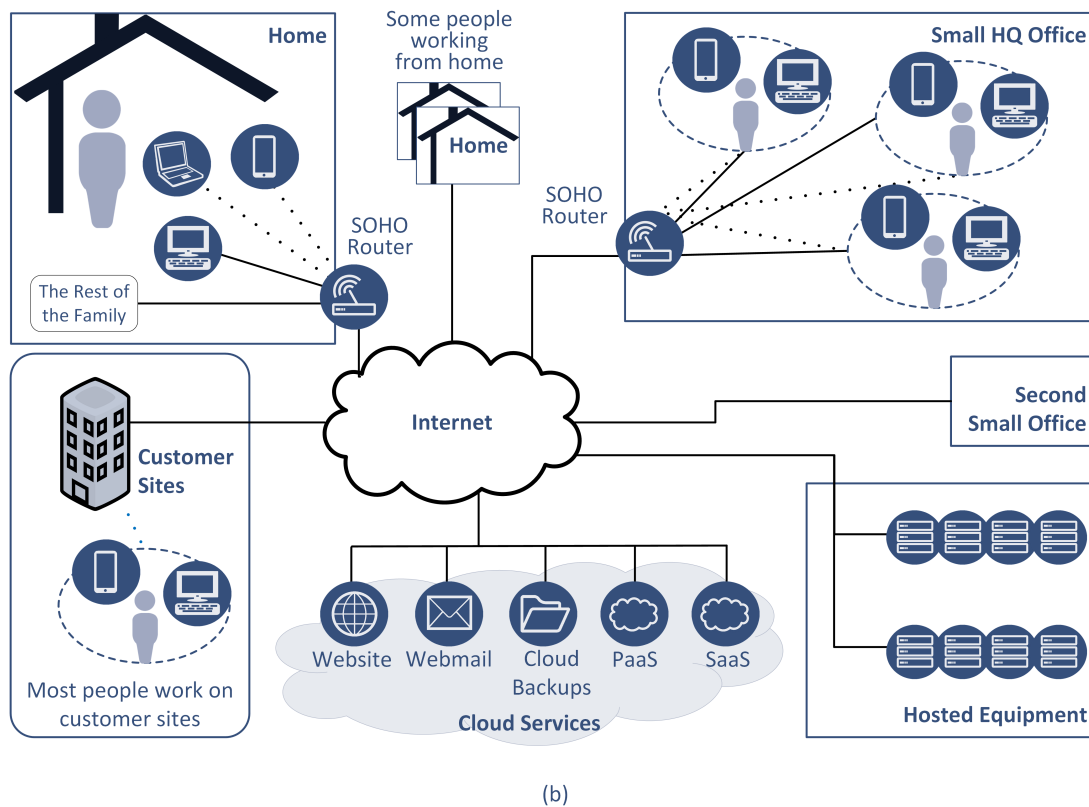 Home
Some people
working
from home
Home
Small HQ Office
SOHO
Router
SOHO
Router
The Rest of
the Family
Internet
Second
Small Office
Customer
Sites
Most people work on
customer sites
Website
Webmail
Cloud
Backups
PaaS
SaaS
Cloud Services
Hosted Equipment
(b)